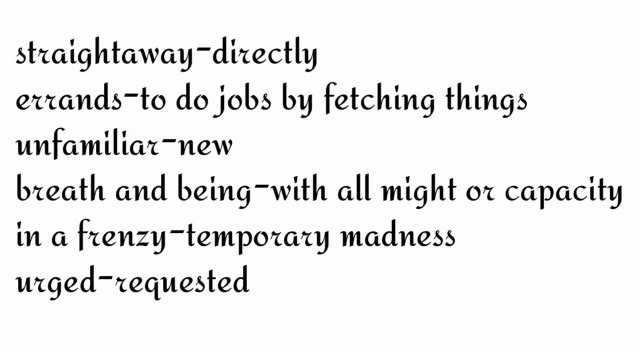 straightaway-directly
errands-to do jobs by fetching things
unfamiliar-new
breath and being-with all might or capacity
in a frenzy-temporary madness
urged-requested